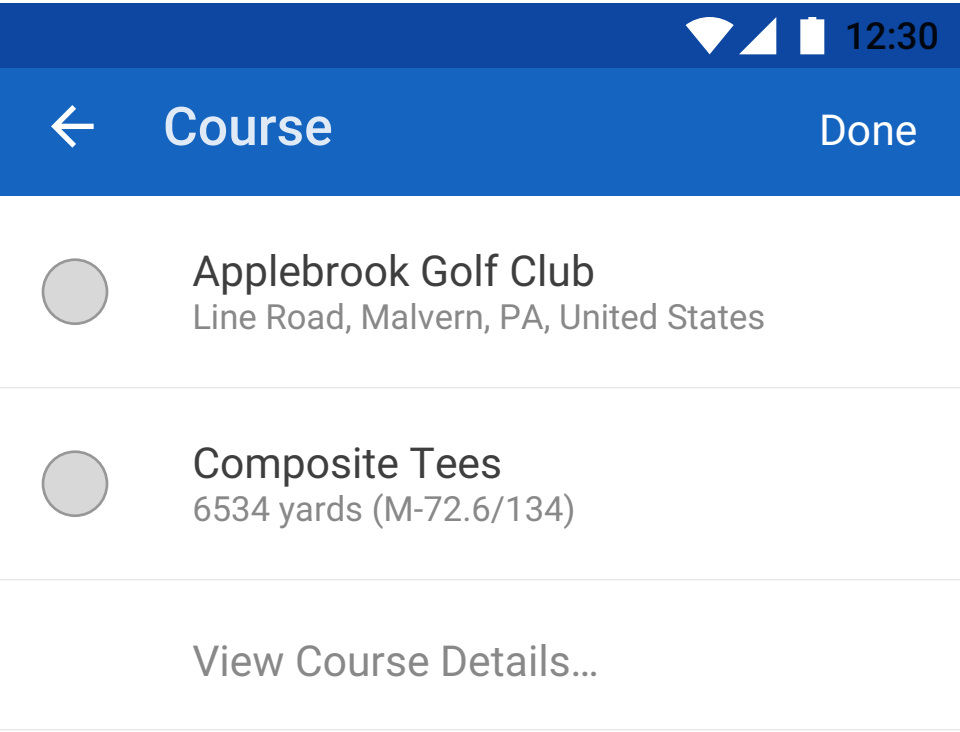 12:30
Course
Done
Applebrook Golf Club
Line Road, Malvern, PA, United States
Composite Tees
6534 yards (M-72.6/134)
View Course Details...